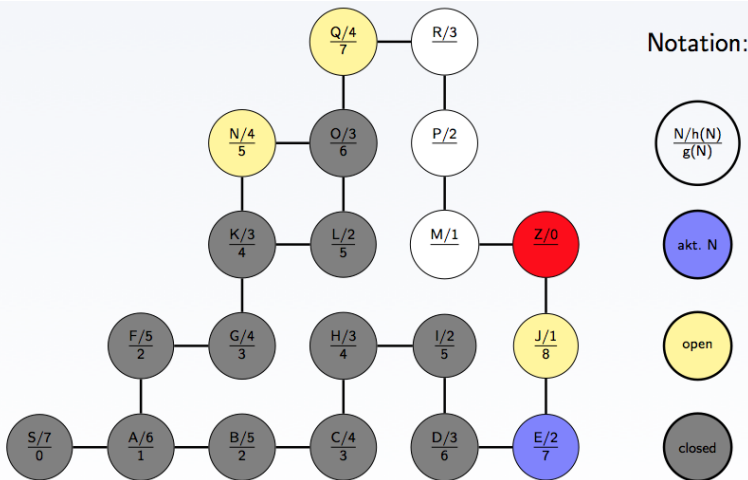 Q/4
7
R/3
Notation:
N/4
5
O/3
6
P/2
N/h(N)
g(N)
K/3
4
L/2
5
M/1
Z/0
akt. N
F/5
2
G/4
3
H/3
4
I/2
5
J/1
8
open
S/7
0
A/6
1
B/5
2
C/4
3
D/3
6
E/2
7
closed